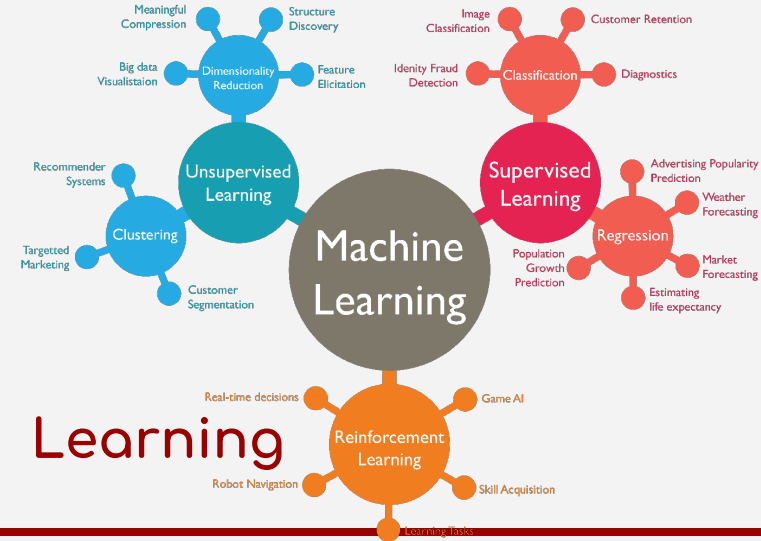 Meaningful
Compression
Structure
Discovery
Big data
Visualistaion
Dimensionality
Reduction
Feature
Elicitation
Image
Classification
Customer Retention
Idenity Fraud
Detection
Classification
Diagnostics
Recommender
Systems
Unsupervised
Learning
Supervised
Learning
Advertising Popularity
Prediction
Weather
Forecasting
Clustering
Targetted
Marketing
Customer
Segmentation
Machine
Learning
Regression
Population
Growth
Prediction
Market
Forecasting
Estimating
life expectancy
Real-time decisions
Game AI
Learning
Reinforcement
Learning
Robot Navigation
Skill Acquisition
Learning Tasks